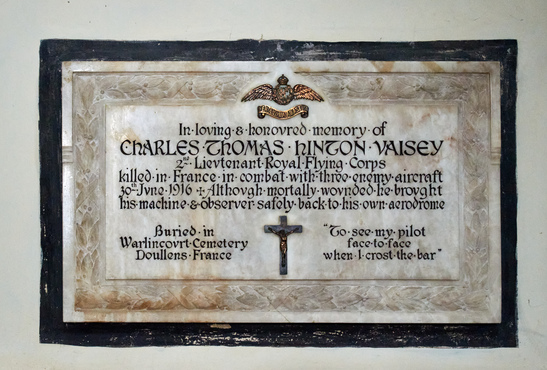 In·loving·&·honovred·memory·of
CHARLES·THOMAS·HINTON·VAISEY
2nd·Lievtenant·Royal·Flying·Corps
killed·in·France·in·combat·with·three·enemy·aircraft
30th·Jvne·1916 ✢ Althovgh·mortally·wovnded·he·brovght
his·machine·&·observer·safely·back·to·his·own·aerodrome
Bvried·in
Warlincovrt·Cemetery
Dovllens·France
"To·see·my·pilot
face·to·face
when·I·crost·the·bar"